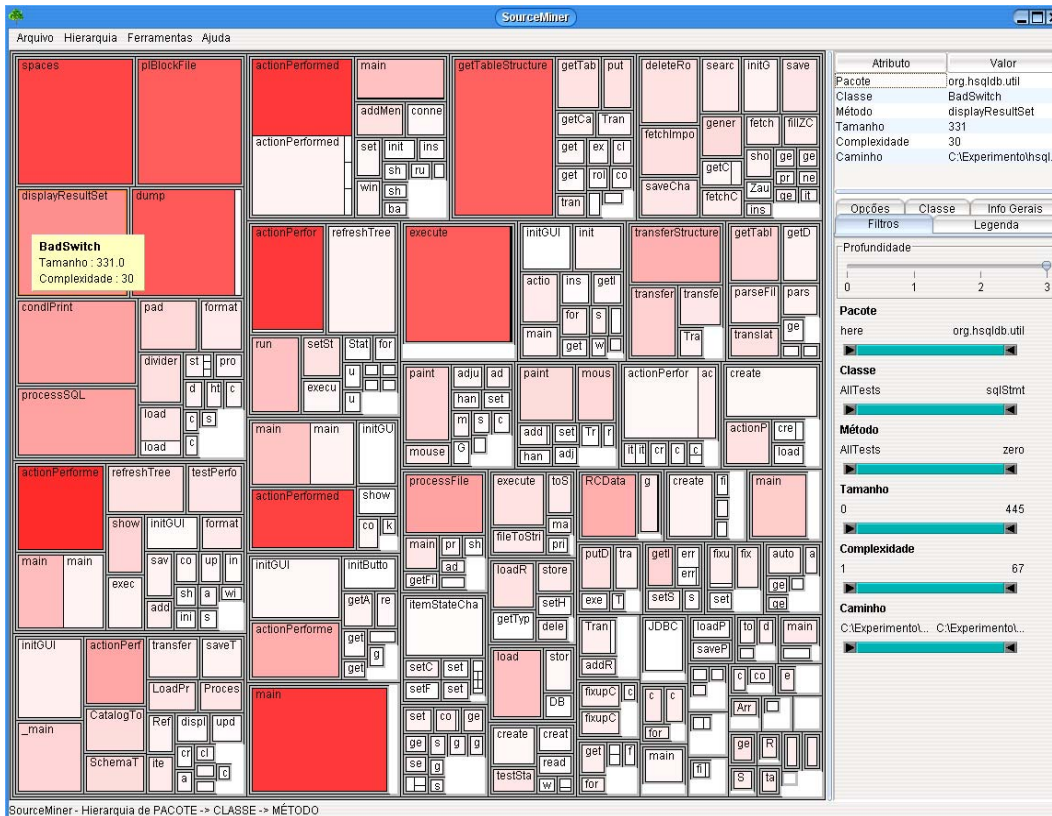 SourceMiner
Arquivo Hierarquia Ferramentas Ajuda
spaces plBlockFile actionPerformed main getTableStructure getTab put deleteRo searc initG save
addMen conne
getCa Tran
gener fetch fillZC
actionPerformed set init ins
get ex cl
fetchImpo
sh ru
sho ge ge
get rol co
getC
pr ne
win sh
saveCha
Zau
ge it
displayResultSet dump
ba
tran
fetchC
ins
BadSwitch
Tamanho : 331.0
Complexidade : 30
actionPerfor refreshTree execute initGUI init transferStructure getTabl getD
actio ins getI
transfer transfe parseFil pars
condlPrint pad format
for s
main
Tra translat ge
get w
run setSt Stat for
divider st pro
u
execu
u
paint adju ad paint mous actionPerfor ac create
d ht c
han set
processSQL
load c s
m s c
add set Tr r
actionP cre
main main initGU
mouse G
han adj
it it cr c c
load
load c
actionPerforme refreshTree testPerfo
processFile execute toS RCData g create fi main
actionPerformed show
ma
show initGUI format
co k
main pr sh fileToStri pri
ad
getFi
main main sav co up in
initGUI initButto
putD tra getI err fixu fix auto a
loadR store
err
ge
exec sh a wi
getA re
itemStateCha
setH
exe T setS s set
ge
add ini s
actionPerforme
get g
getTyp dele
Tran JDBC loadP to d main
get
saveP
initGUI actionPerf transfer saveT
setC set
load stor
addR
main
setF set
fixupC c c c
c co e
LoadPr Proces
DB
Arr
_main CatalogTo Ref displ upd
set co ge
create creat
fixupC for
ge s g g
get f main
ge R
cr cl
se g
read
SchemaT ite a c
s
testSta w
for
fi
S ta
SourceMiner - Hierarquia de PACOTE -> CLASSE -> MÉTODO
Atributo Valor
Pacote org.hsqldb.util
Classe BadSwitch
Método displayResultSet
Tamanho 331
Complexidade 30
Caminho C:\Experimento\hsql.
Opções Classe Info Gerais
Filtros Legenda
Profundidade
0 1 2 3
Pacote
here org.hsqldb.util
Classe
AllTests sqlStmt
Método
AllTests zero
Tamanho
0 445
Complexidade
1 67
Caminho
C:\Experimento\... C:\Experimento\...